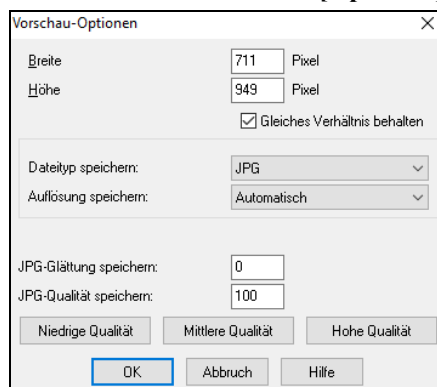 Vorschau-Optionen
Breite 711 Pixel
Höhe 949 Pixel
Gleiches Verhältnis behalten
Dateityp speichern: JPG
Auflösung speichern: Automatisch
JPG-Glättung speichern: 0
JPG-Qualität speichern: 100
Niedrige Qualität Mittlere Qualität Hohe Qualität
OK Abbruch Hilfe